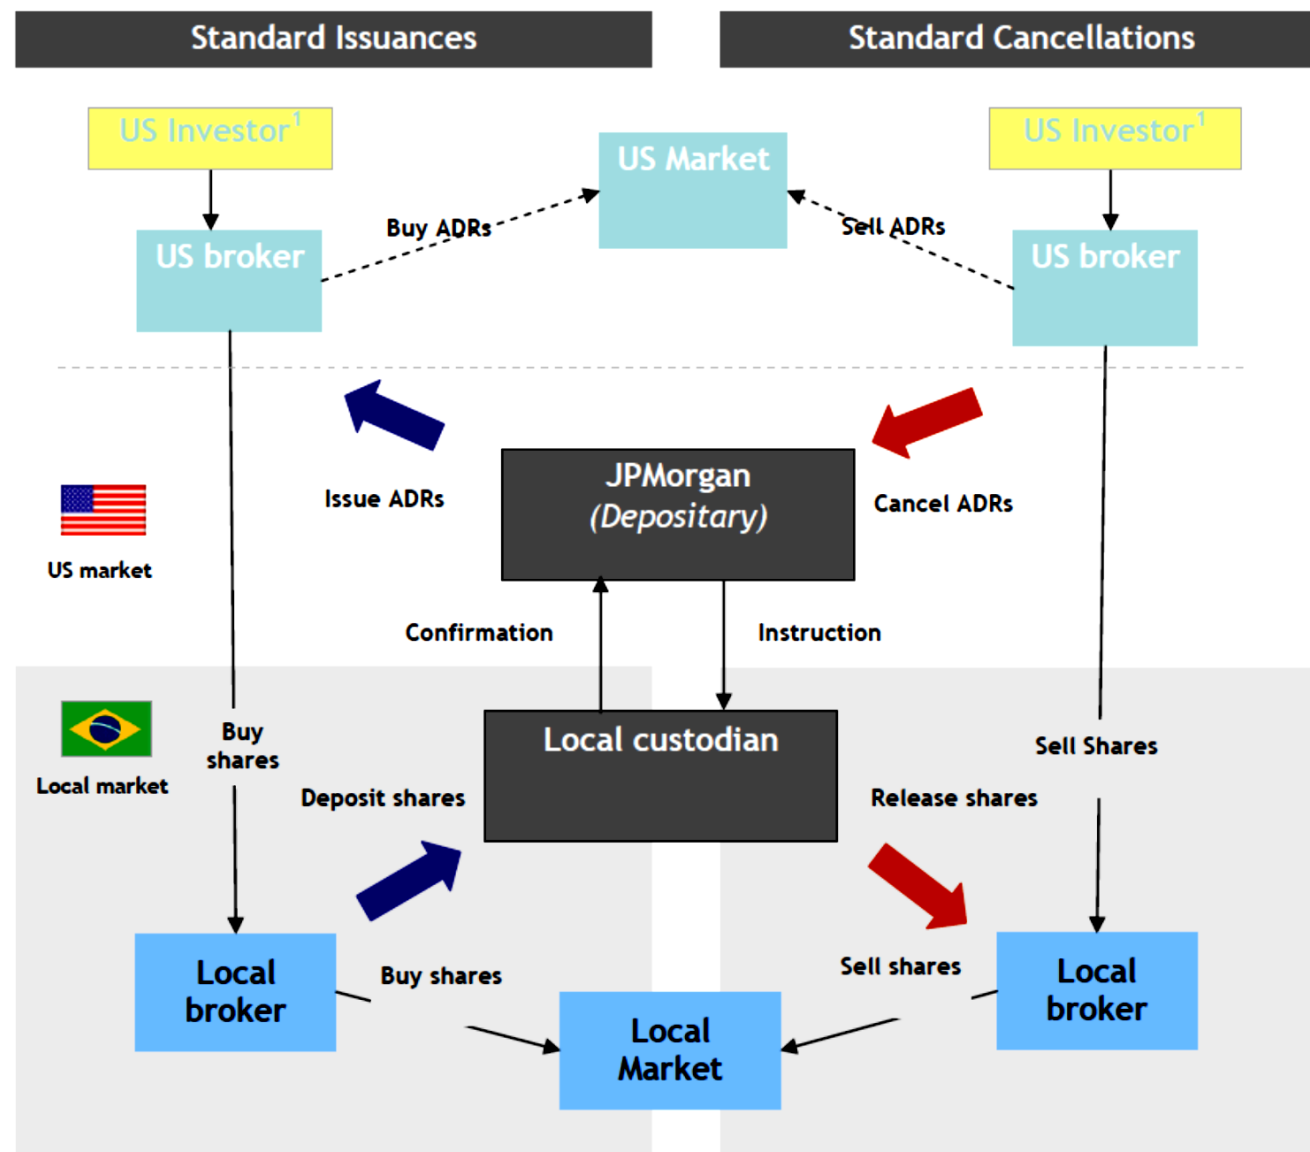 Standard Issuances
Standard Cancellations
US Investor¹
US Investor¹
US Market
Buy ADRs
Sell ADRs
US broker
US broker
JPMorgan
(Depositary)
Issue ADRs
Cancel ADRs
US market
Confirmation
Instruction
Buy
shares
Local custodian
Sell Shares
Local market
Deposit shares
Release shares
Local
broker
Buy shares
Sell shares
Local
broker
Local
Market